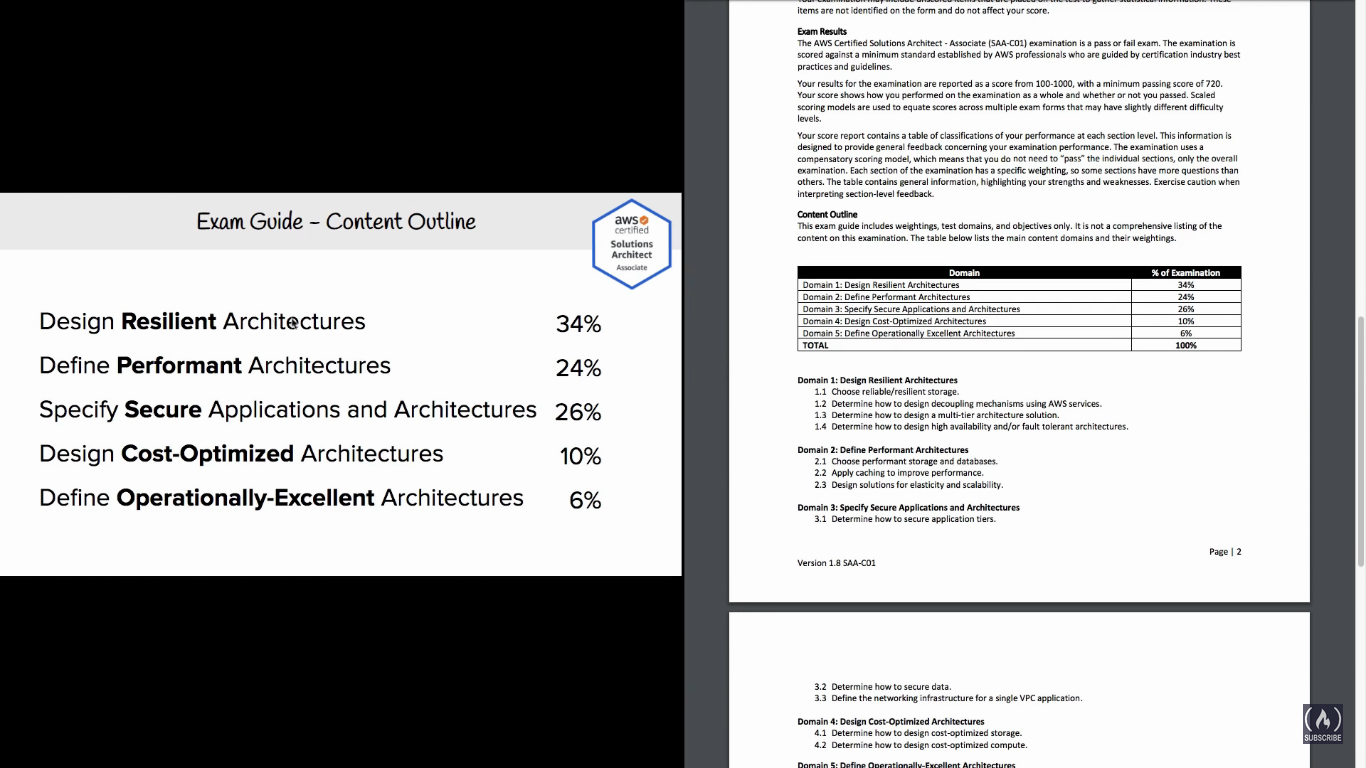 Exam Guide – Content Outline
aws
certified
Solutions
Architect
Associate
Design Resilient Architectures 34%
Define Performant Architectures 24%
Specify Secure Applications and Architectures 26%
Design Cost-Optimized Architectures 10%
Define Operationally-Excellent Architectures 6%
items are not identified on the form and do not affect your score.
Exam Results
The AWS Certified Solutions Architect - Associate (SAA-C01) examination is a pass or fail exam. The examination is
scored against a minimum standard established by AWS professionals who are guided by certification industry best
practices and guidelines.
Your results for the examination are reported as a score from 100-1000, with a minimum passing score of 720.
Your score shows how you performed on the examination as a whole and whether or not you passed. Scaled
scoring models are used to equate scores across multiple exam forms that may have slightly different difficulty
levels.
Your score report contains a table of classifications of your performance at each section level. This information is
designed to provide general feedback concerning your examination performance. The examination uses a
compensatory scoring model, which means that you do not need to “pass” the individual sections, only the overall
examination. Each section of the examination has a specific weighting, so some sections have more questions than
others. The table contains general information, highlighting your strengths and weaknesses. Exercise caution when
interpreting section-level feedback.
Content Outline
This exam guide includes weightings, test domains, and objectives only. It is not a comprehensive listing of the
content on this examination. The table below lists the main content domains and their weightings.
Domain % of Examination
Domain 1: Design Resilient Architectures 34%
Domain 2: Define Performant Architectures 24%
Domain 3: Specify Secure Applications and Architectures 26%
Domain 4: Design Cost-Optimized Architectures 10%
Domain 5: Define Operationally Excellent Architectures 6%
TOTAL 100%
Domain 1: Design Resilient Architectures
1.1 Choose reliable/resilient storage.
1.2 Determine how to design decoupling mechanisms using AWS services.
1.3 Determine how to design a multi-tier architecture solution.
1.4 Determine how to design high availability and/or fault tolerant architectures.
Domain 2: Define Performant Architectures
2.1 Choose performant storage and databases.
2.2 Apply caching to improve performance.
2.3 Design solutions for elasticity and scalability.
Domain 3: Specify Secure Applications and Architectures
3.1 Determine how to secure application tiers.
Page | 2
Version 1.8 SAA-C01
3.2 Determine how to secure data.
3.3 Define the networking infrastructure for a single VPC application.
Domain 4: Design Cost-Optimized Architectures
4.1 Determine how to design cost-optimized storage.
4.2 Determine how to design cost-optimized compute.
Domain 5: Define Operationally-Excellent Architectures
SUBSCRIBE